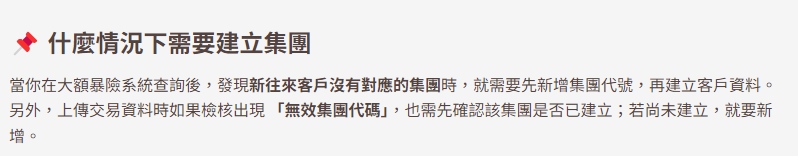 📌 什麼情況下需要建立集團
當你在大額暴險系統查詢後，發現新往來客戶沒有對應的集團時，就需要先新增集團代號，再建立客戶資料。
另外，上傳交易資料時如果檢核出現 「無效集團代碼」，也需先確認該集團是否已建立；若尚未建立，就要新
增。